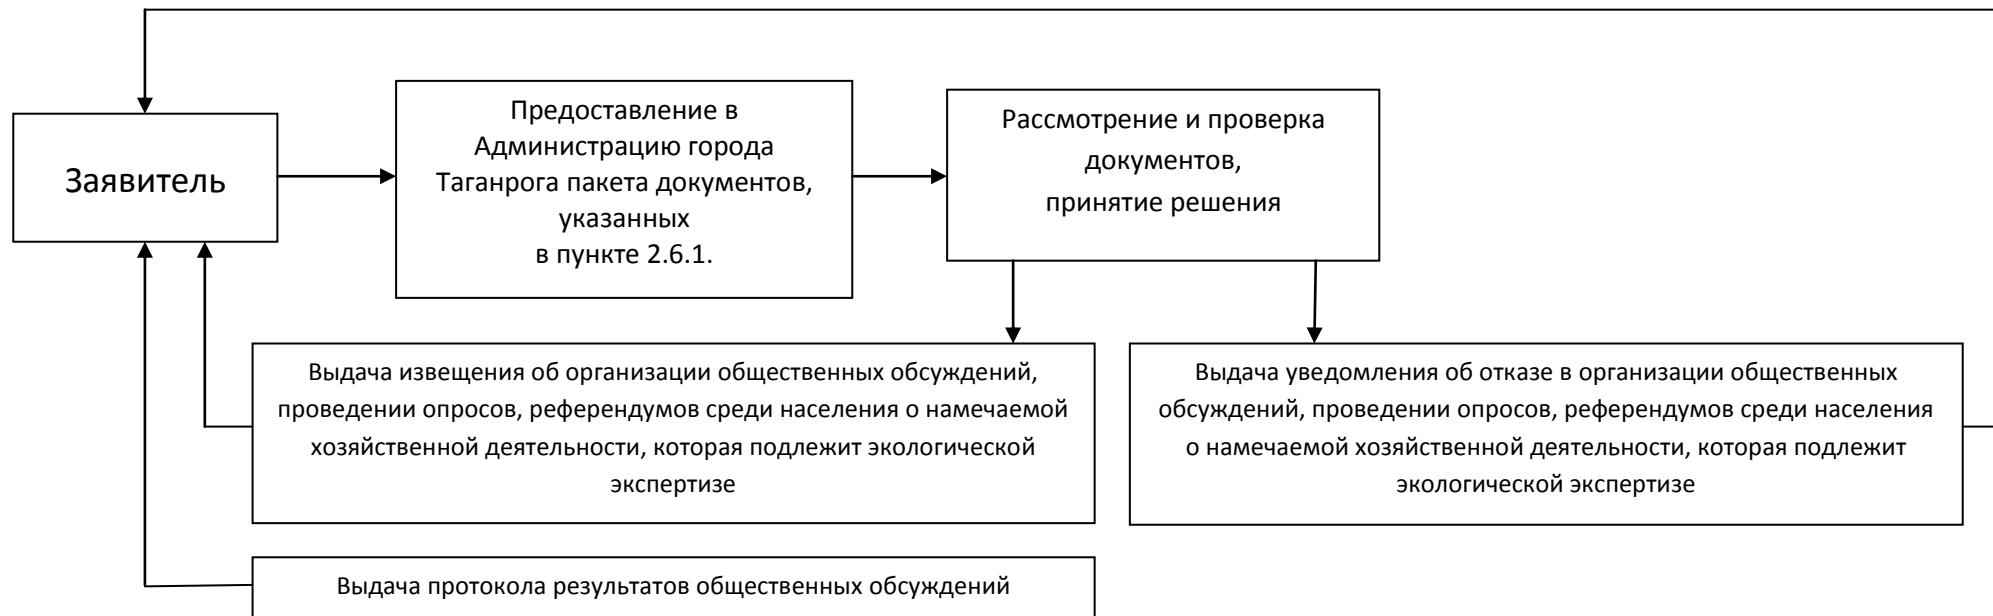 Заявитель
Предоставление в
Администрацию города
Таганрога пакета документов,
указанных
в пункте 2.6.1.
Рассмотрение и проверка
документов,
принятие решения
Выдача извещения об организации общественных обсуждений,
проведении опросов, референдумов среди населения о намечаемой
хозяйственной деятельности, которая подлежит экологической
экспертизе
Выдача уведомления об отказе в организации общественных
обсуждений, проведении опросов, референдумов среди населения
о намечаемой хозяйственной деятельности, которая подлежит
экологической экспертизе
Выдача протокола результатов общественных обсуждений